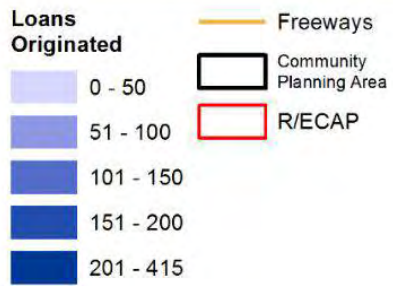 Loans
Originated
0 - 50
51 - 100
101 - 150
151 - 200
201 - 415
Freeways
Community
Planning Area
R/ECAP